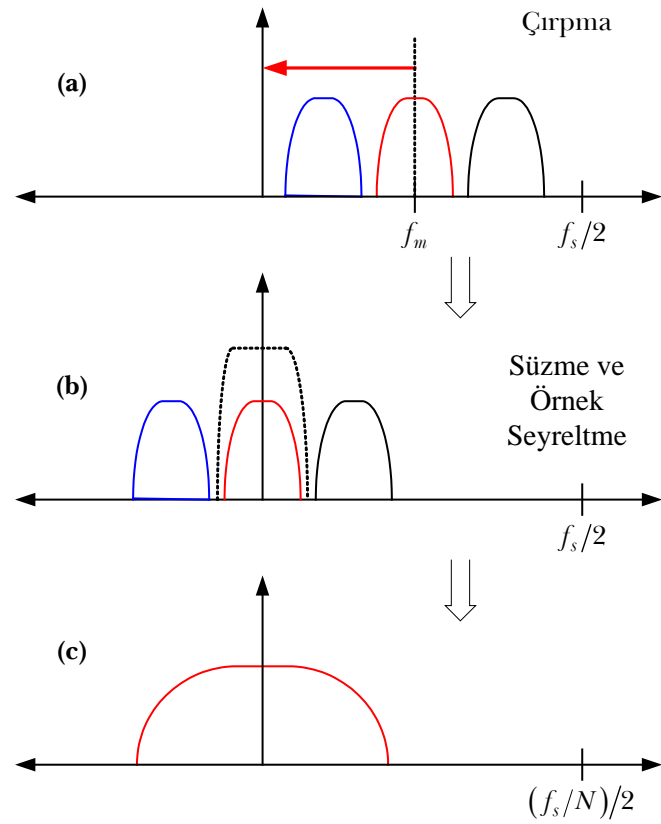 Çırpma
(a)
f_m
f_s/2
(b)
Süzme ve
Örnek
Seyreltme
f_s/2
(c)
(f_s/N)/2